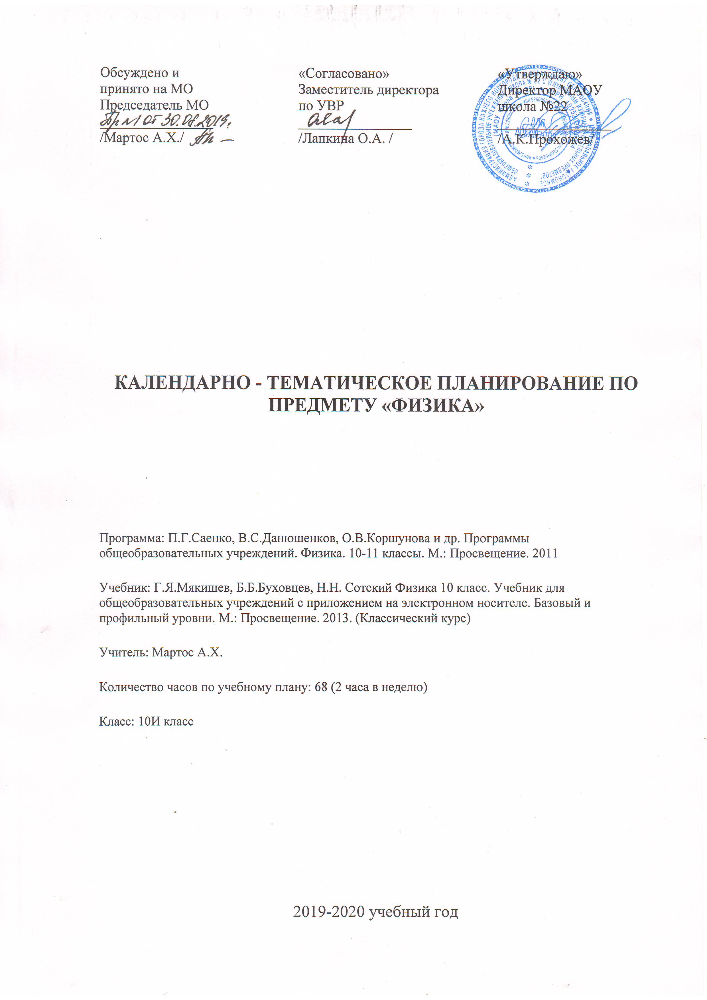 Обсуждено и
принято на МО
Председатель МО
Пр. №1 от 30.08.2019г
/Мартос А.Х./
«Согласовано»
Заместитель директора
по УВР
/Лапкина О.А. /
«Утверждаю»
Директор МАОУ
школа №22
/А.К.Прохожев/
ДЛЯ
ДОКУМЕНТОВ
КАЛЕНДАРНО - ТЕМАТИЧЕСКОЕ ПЛАНИРОВАНИЕ ПО
ПРЕДМЕТУ «ФИЗИКА»
Программа: П.Г.Саенко, В.С.Данюшенков, О.В.Коршунова и др. Программы
общеобразовательных учреждений. Физика. 10-11 классы. М.: Просвещение. 2011
Учебник: Г.Я.Мякишев, Б.Б.Буховцев, Н.Н. Сотский Физика 10 класс. Учебник для
общеобразовательных учреждений с приложением на электронном носителе. Базовый и
профильный уровни. М.: Просвещение. 2013. (Классический курс)
Учитель: Мартос А.Х.
Количество часов по учебному плану: 68 (2 часа в неделю)
Класс: 10И класс
2019-2020 учебный год